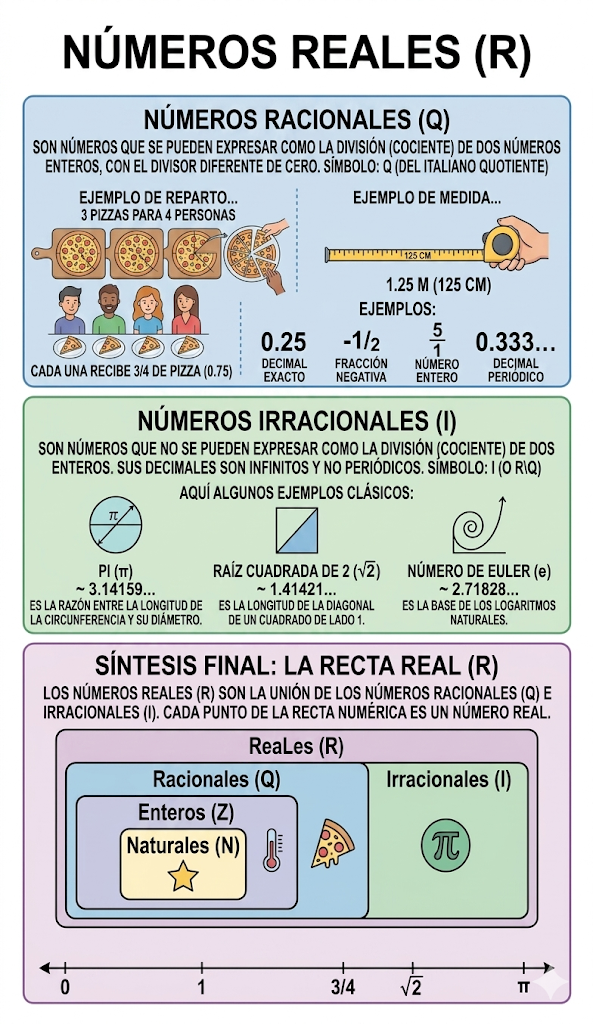 NÚMEROS REALES (R)
NÚMEROS RACIONALES (Q)
SON NÚMEROS QUE SE PUEDEN EXPRESAR COMO LA DIVISIÓN (COCIENTE) DE DOS NÚMEROS
ENTEROS, CON EL DIVISOR DIFERENTE DE CERO. SÍMBOLO: Q (DEL ITALIANO QUOTIENTE)
EJEMPLO DE REPARTO...
3 PIZZAS PARA 4 PERSONAS
CADA UNA RECIBE 3/4 DE PIZZA (0.75)
EJEMPLO DE MEDIDA...
125 CM
1.25 M (125 CM)
EJEMPLOS:
0.25
DECIMAL
EXACTO
-1/2
FRACCIÓN
NEGATIVA
5/1
NÚMERO
ENTERO
0.333...
DECIMAL
PERIÓDICO
NÚMEROS IRRACIONALES (I)
SON NÚMEROS QUE NO SE PUEDEN EXPRESAR COMO LA DIVISIÓN (COCIENTE) DE DOS
ENTEROS. SUS DECIMALES SON INFINITOS Y NO PERIÓDICOS. SÍMBOLO: I (O R\Q)
AQUÍ ALGUNOS EJEMPLOS CLÁSICOS:
π
PI (π)
~ 3.14159...
ES LA RAZÓN ENTRE LA LONGITUD DE
LA CIRCUNFERENCIA Y SU DIÁMETRO.
RAÍZ CUADRADA DE 2 (√2)
~ 1.41421...
ES LA LONGITUD DE LA DIAGONAL
DE UN CUADRADO DE LADO 1.
NÚMERO DE EULER (e)
~ 2.71828...
ES LA BASE DE LOS LOGARITMOS
NATURALES.
SÍNTESIS FINAL: LA RECTA REAL (R)
LOS NÚMEROS REALES (R) SON LA UNIÓN DE LOS NÚMEROS RACIONALES (Q) E
IRRACIONALES (I). CADA PUNTO DE LA RECTA NUMÉRICA ES UN NÚMERO REAL.
ReaLes (R)
Racionales (Q)
Irracionales (I)
Enteros (Z)
Naturales (N)
π
0 1 3/4 √2 π